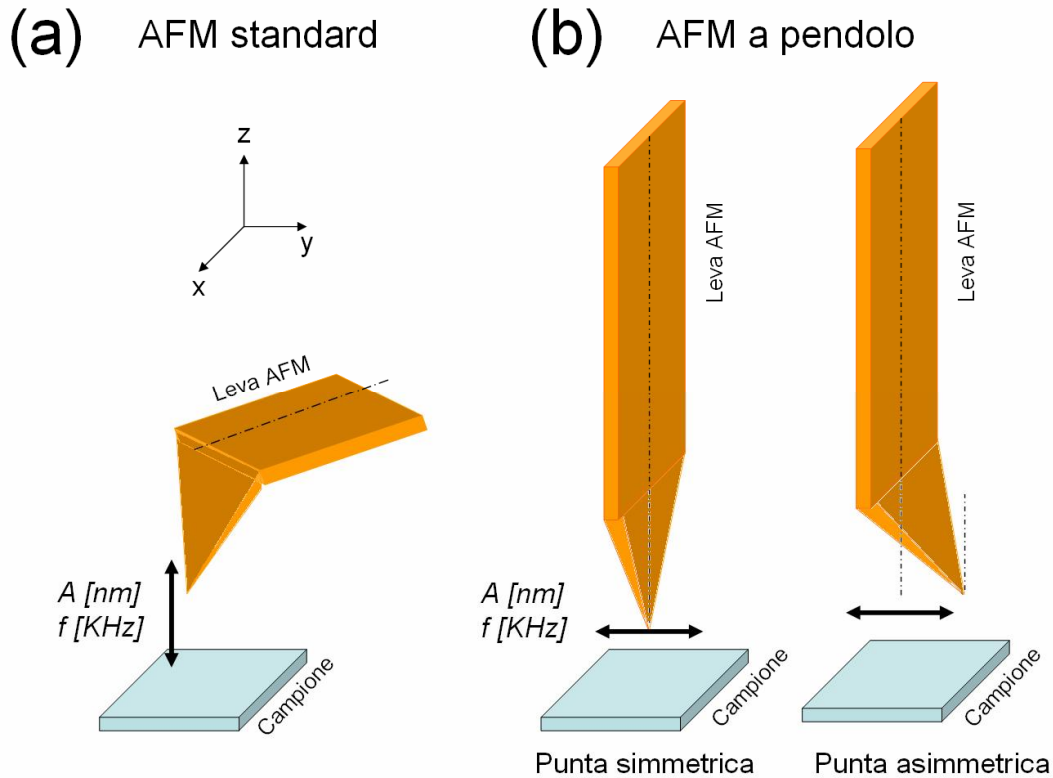 (a) AFM standard
z
y
x
Leva AFM
A [nm]
f [KHz]
Campione
(b) AFM a pendolo
Leva AFM
Leva AFM
A [nm]
f [KHz]
Campione
Campione
Punta simmetrica
Punta asimmetrica